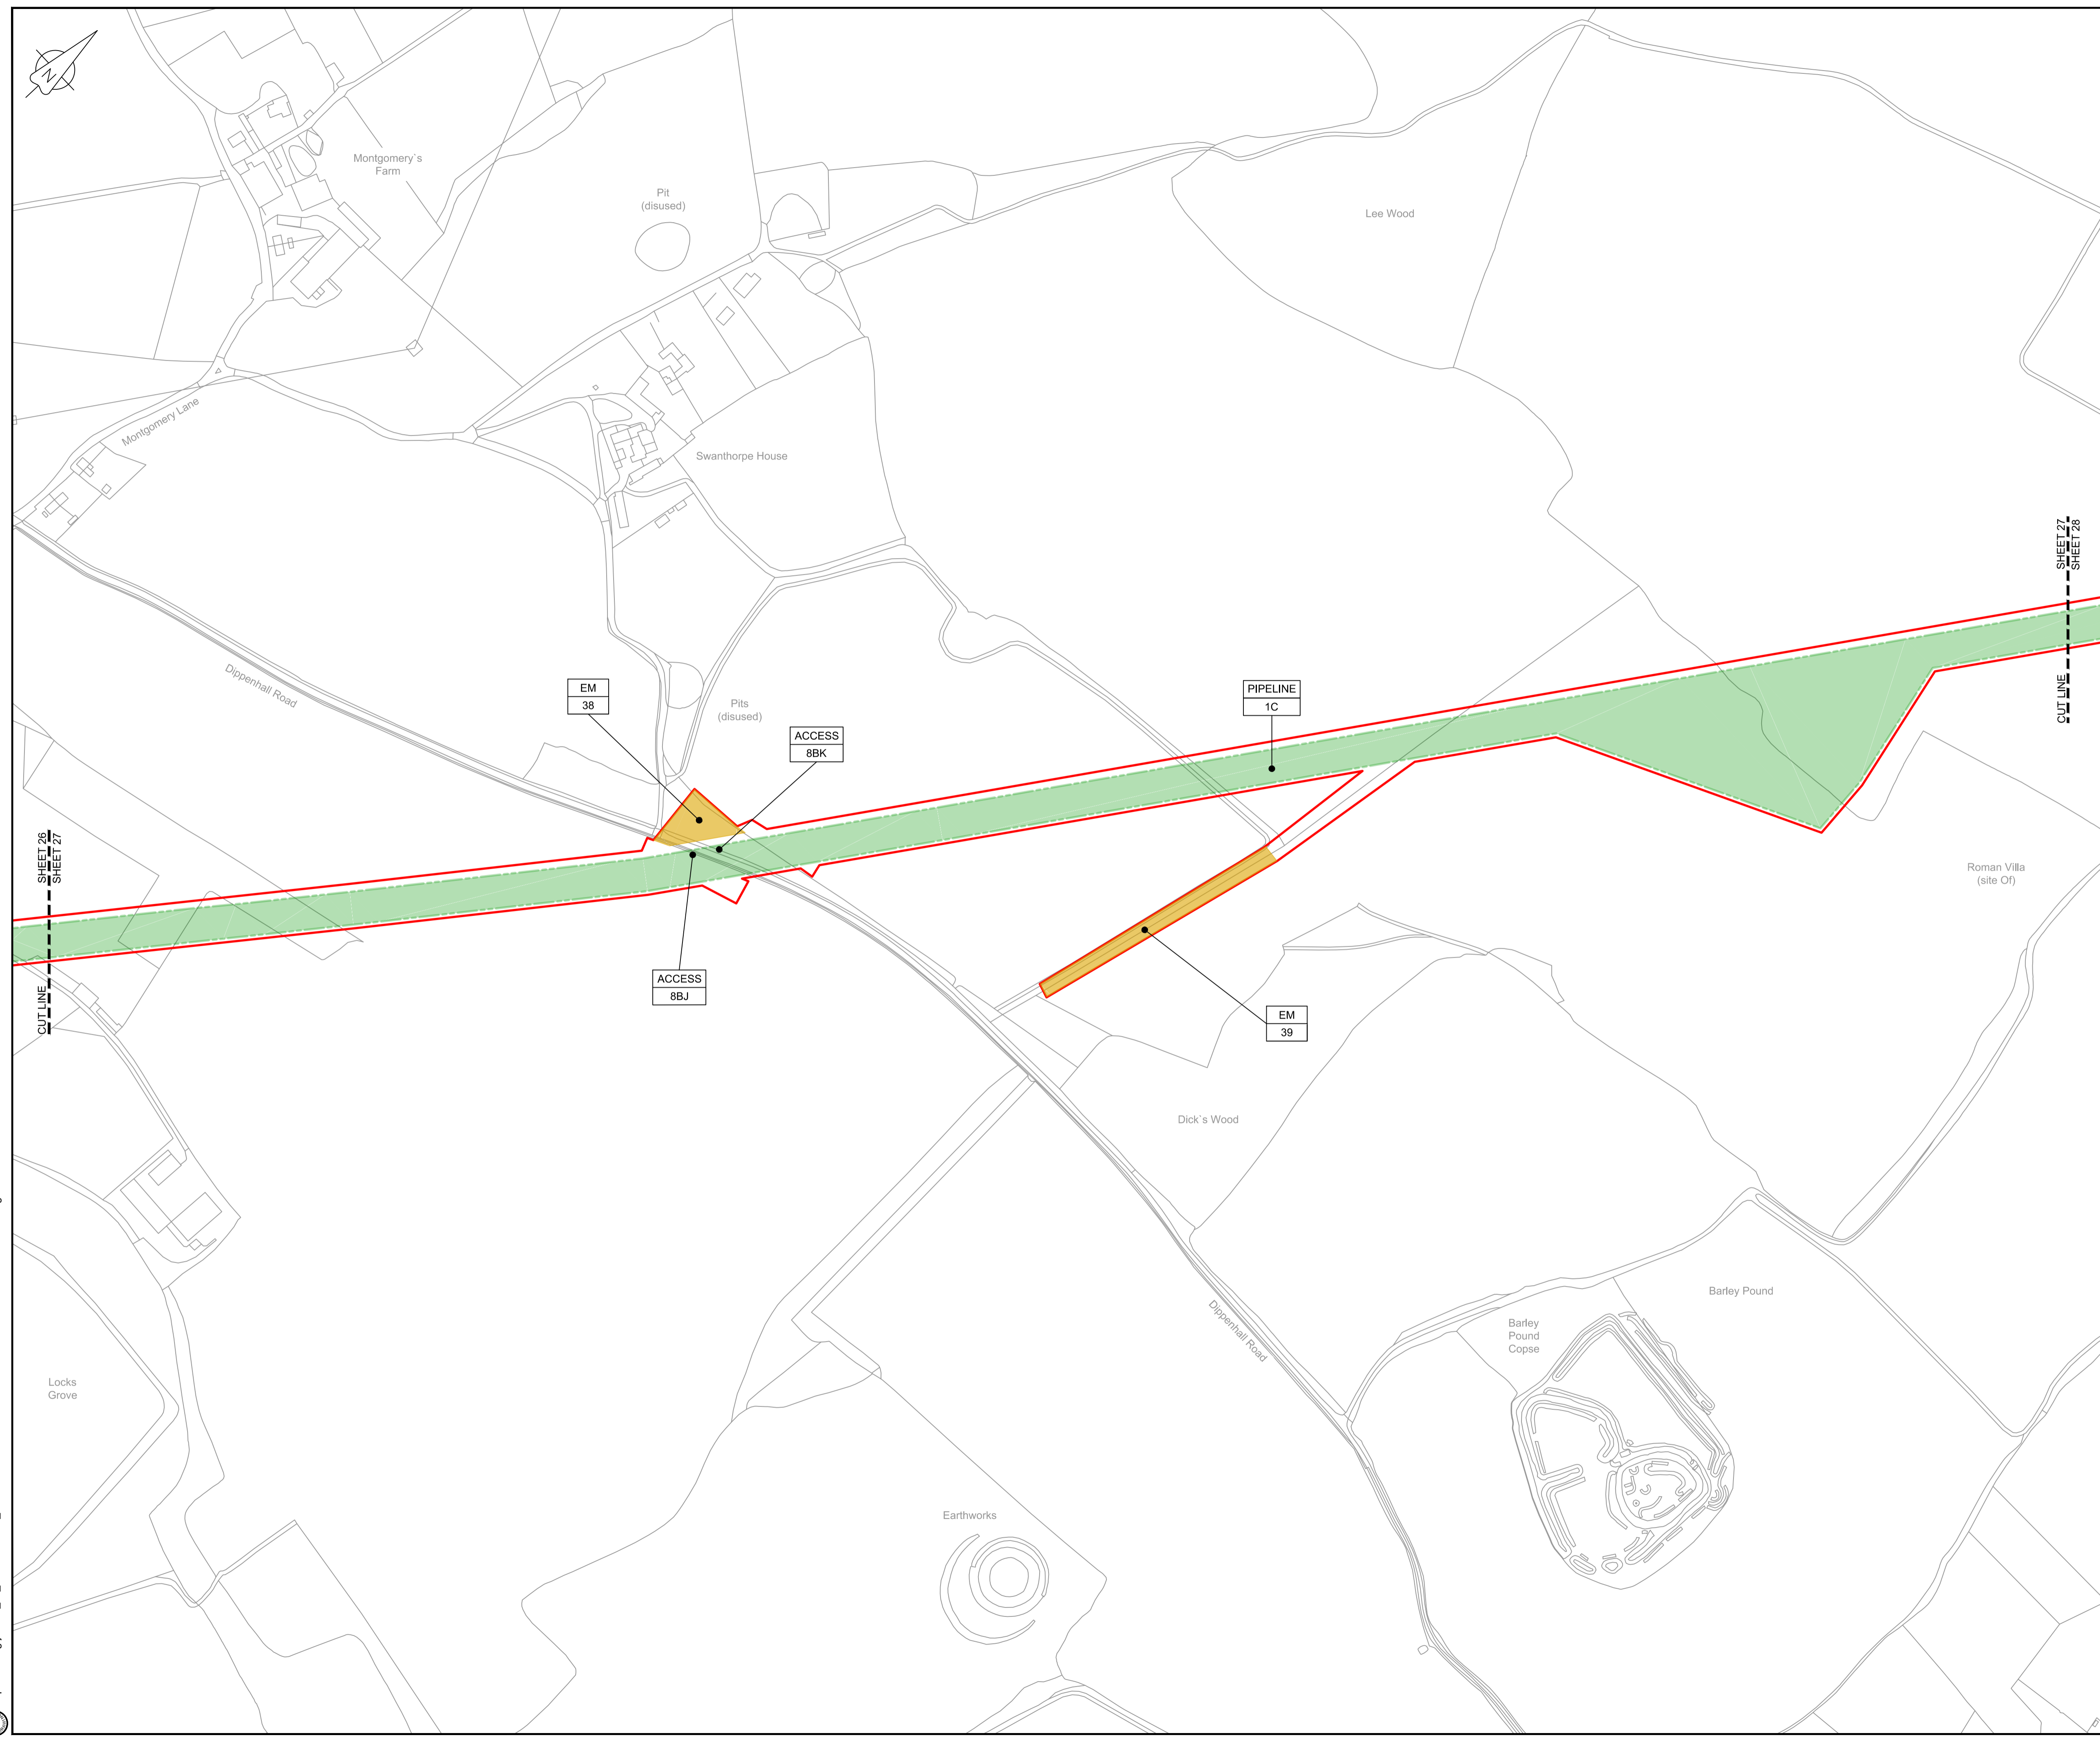 N
Montgomery`s
Farm
Pit
(disused)
Lee Wood
Montgomery Lane
Swanthorpe House
SHEET 27
SHEET 28
CUT LINE
Dippenhall Road
EM
38
Pits
(disused)
ACCESS
8BK
PIPELINE
1C
SHEET 26
SHEET 27
CUT LINE
Roman Villa
(site Of)
ACCESS
8BJ
EM
39
Dick`s Wood
Barley Pound
Dippenhall Road
Barley
Pound
Copse
Locks
Grove
Earthworks